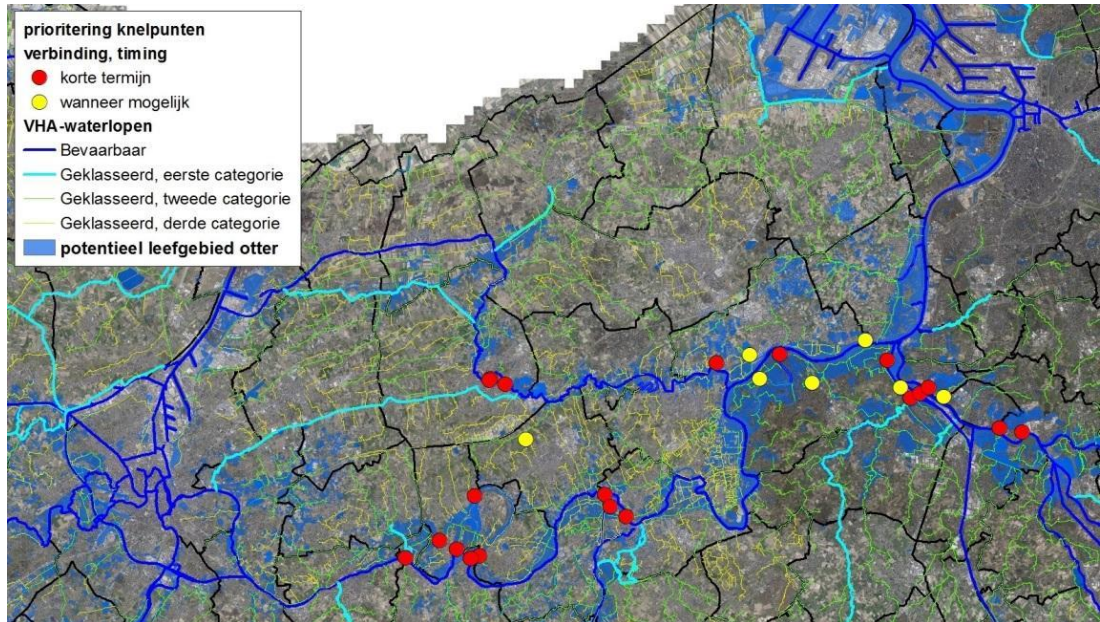 prioritering knelpunten
verbinding, timing
korte termijn
wanneer mogelijk
VHA-waterlopen
Bevaarbaar
Geklasseerd, eerste categorie
Geklasseerd, tweede categorie
Geklasseerd, derde categorie
potentieel leefgebied otter